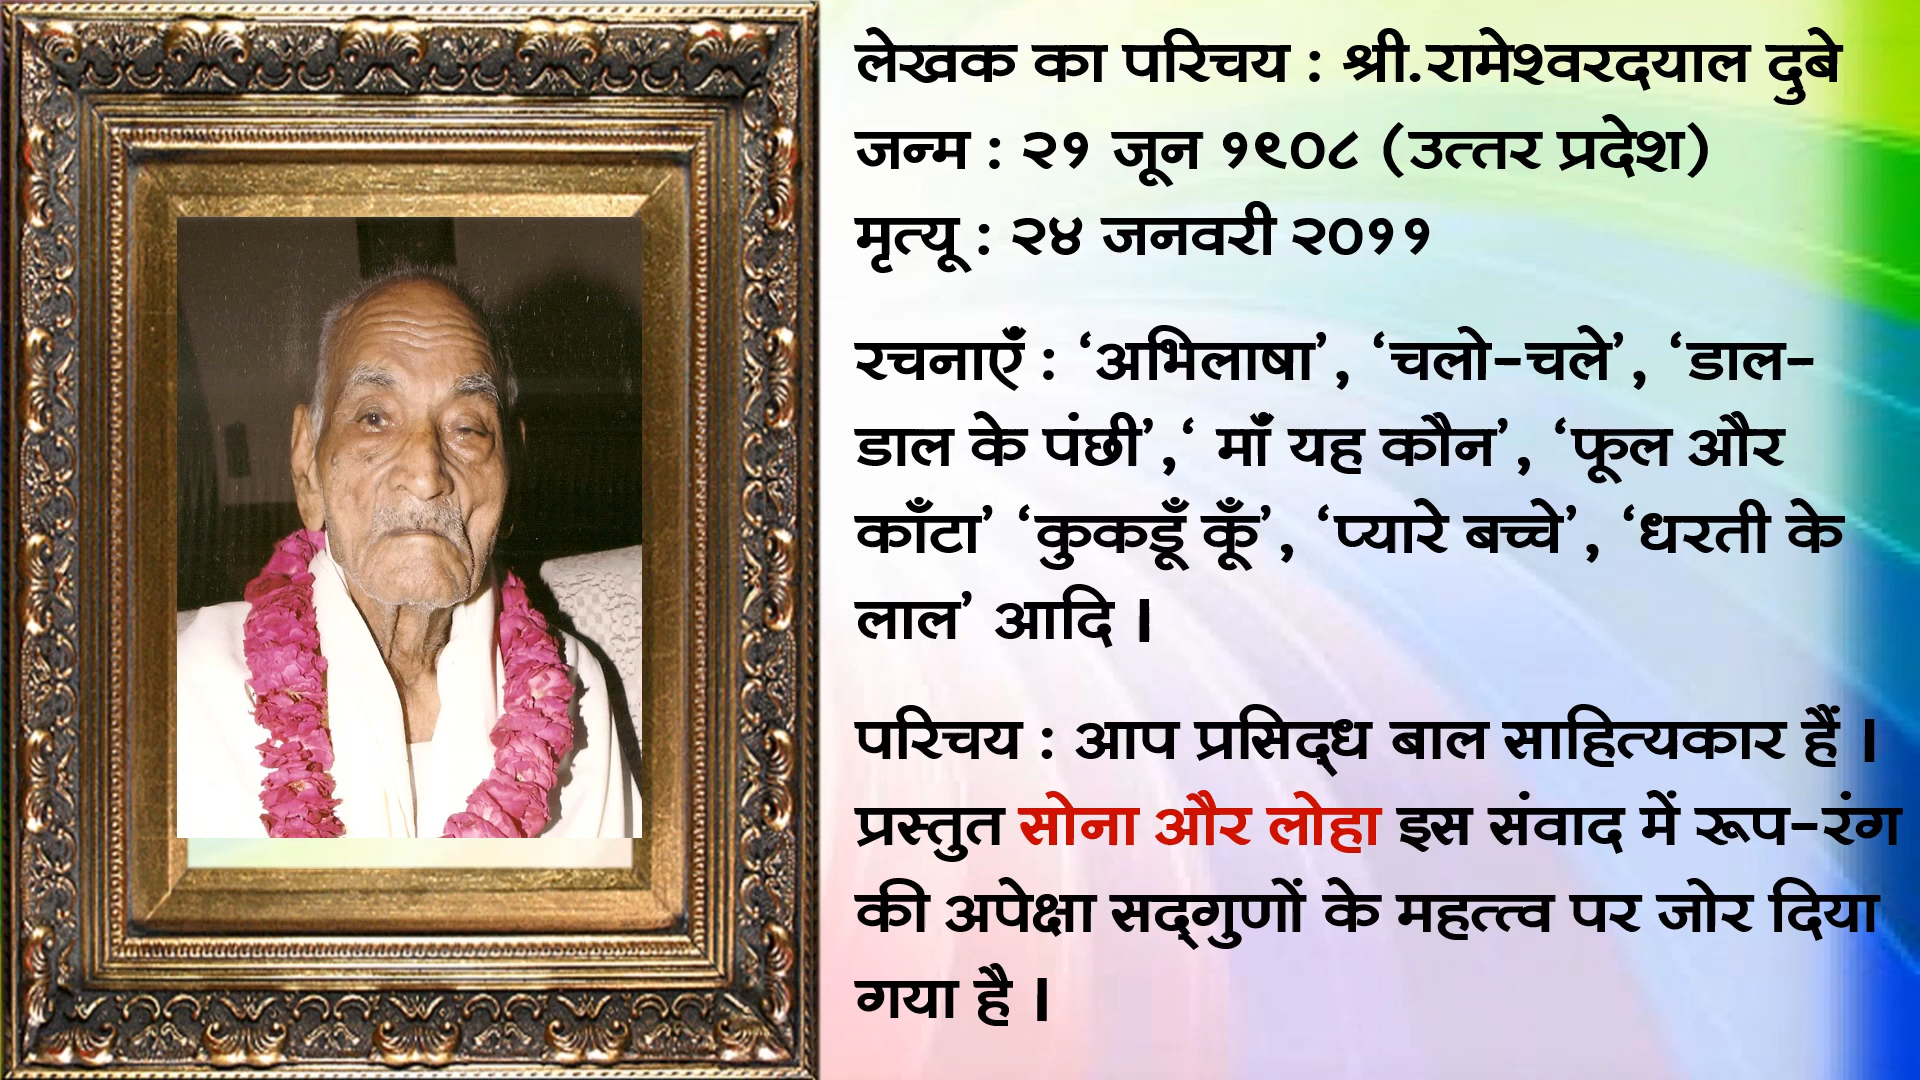 लेखक का परिचय : श्री.रामेश्वरदयाल दुबे
जन्म : २१ जून १९०८ (उत्तर प्रदेश)
मृत्यू : २४ जनवरी २०११
रचनाएँ : ‘अभिलाषा’, ‘चलो-चले’, ‘डाल-
डाल के पंछी’,‘ माँ यह कौन’, ‘फूल और
काँटा’ ‘कुकडूँ कूँ’, ‘प्यारे बच्चे’, ‘धरती के
लाल’ आदि ।
परिचय : आप प्रसिद्ध बाल साहित्यकार हैं ।
प्रस्तुत सोना और लोहा इस संवाद में रूप-रंग
की अपेक्षा सद्‌गुणों के महत्त्व पर जोर दिया
गया है ।